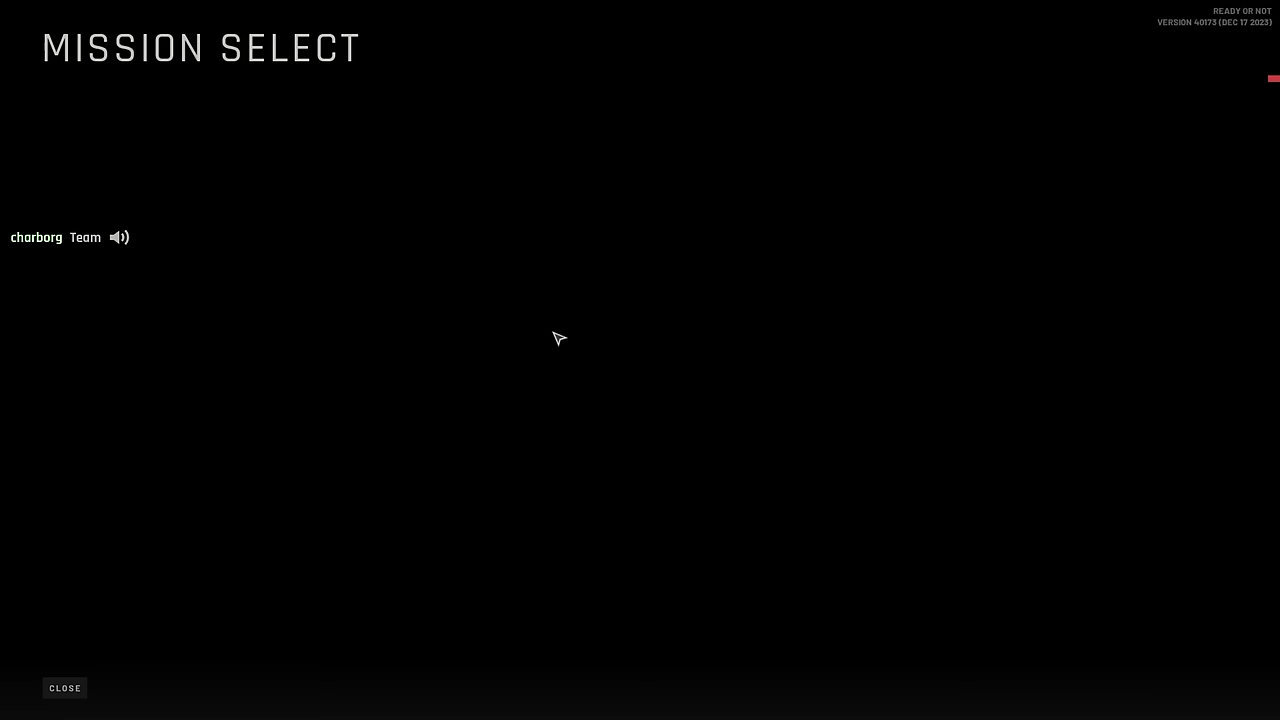 READY OR NOT
VERSION 40173 (DEC 17 2023)
MISSION SELECT
charborg Team
CLOSE